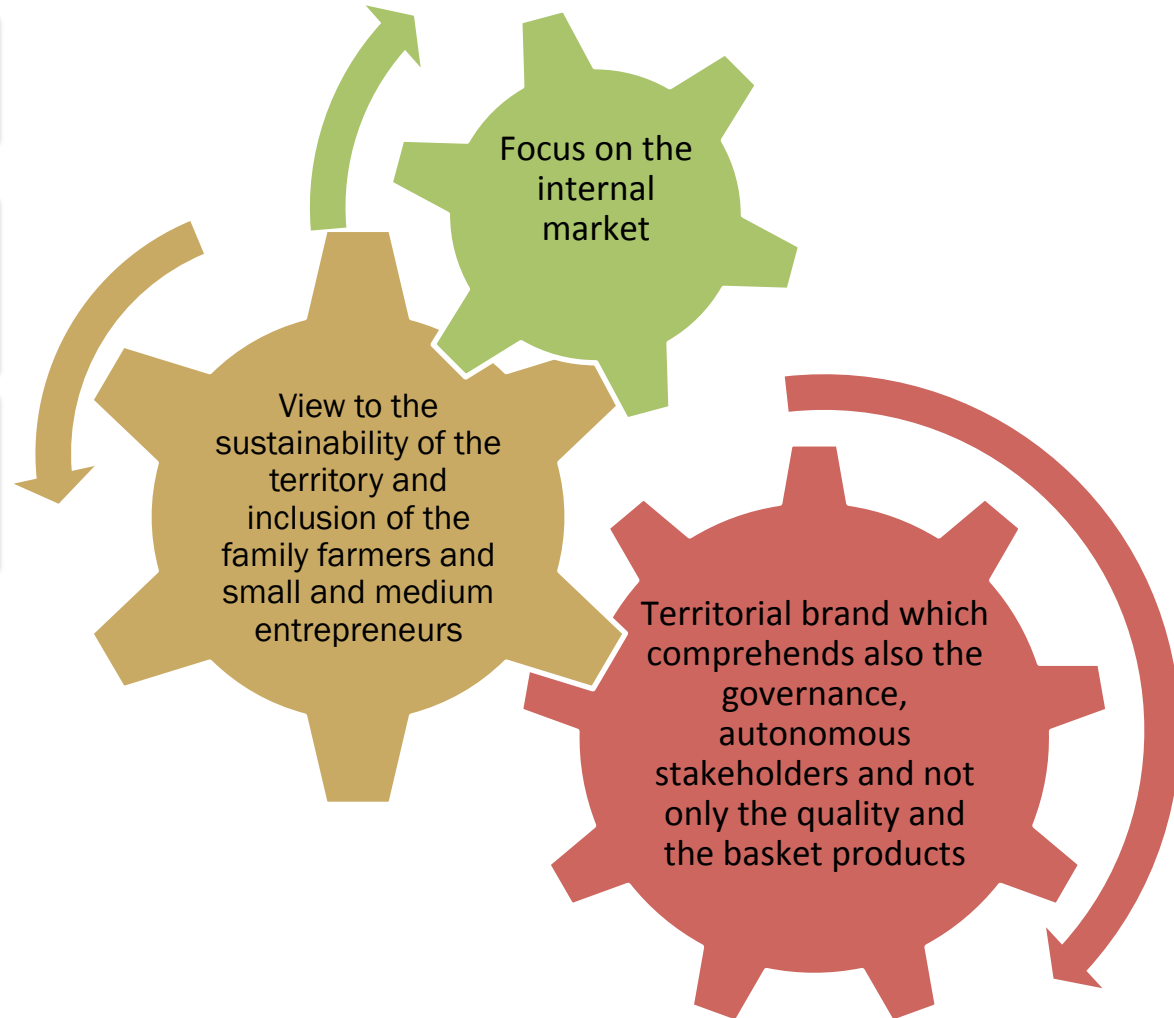 Focus on the
internal
market
View to the
sustainability of the
territory and
inclusion of the
family farmers and
small and medium
entrepreneurs
Territorial brand which
comprehends also the
governance,
autonomous
stakeholders and not
only the quality and
the basket products